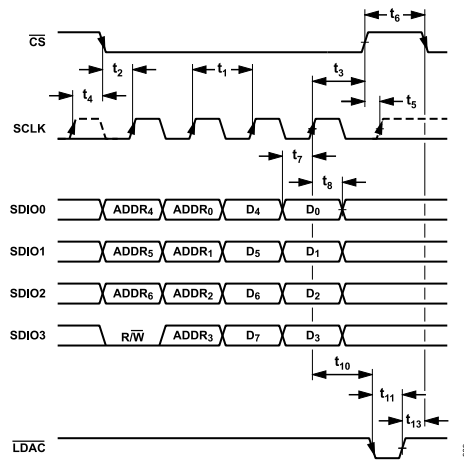 t6
CS
t2
t1
t3
t4
t5
SCLK
t7
t8
SDIO0
ADDR4
ADDR0
D4
D0
SDIO1
ADDR5
ADDR1
D5
D1
SDIO2
ADDR6
ADDR2
D6
D2
SDIO3
R/W
ADDR3
D7
D3
t10
t11
t13
LDAC